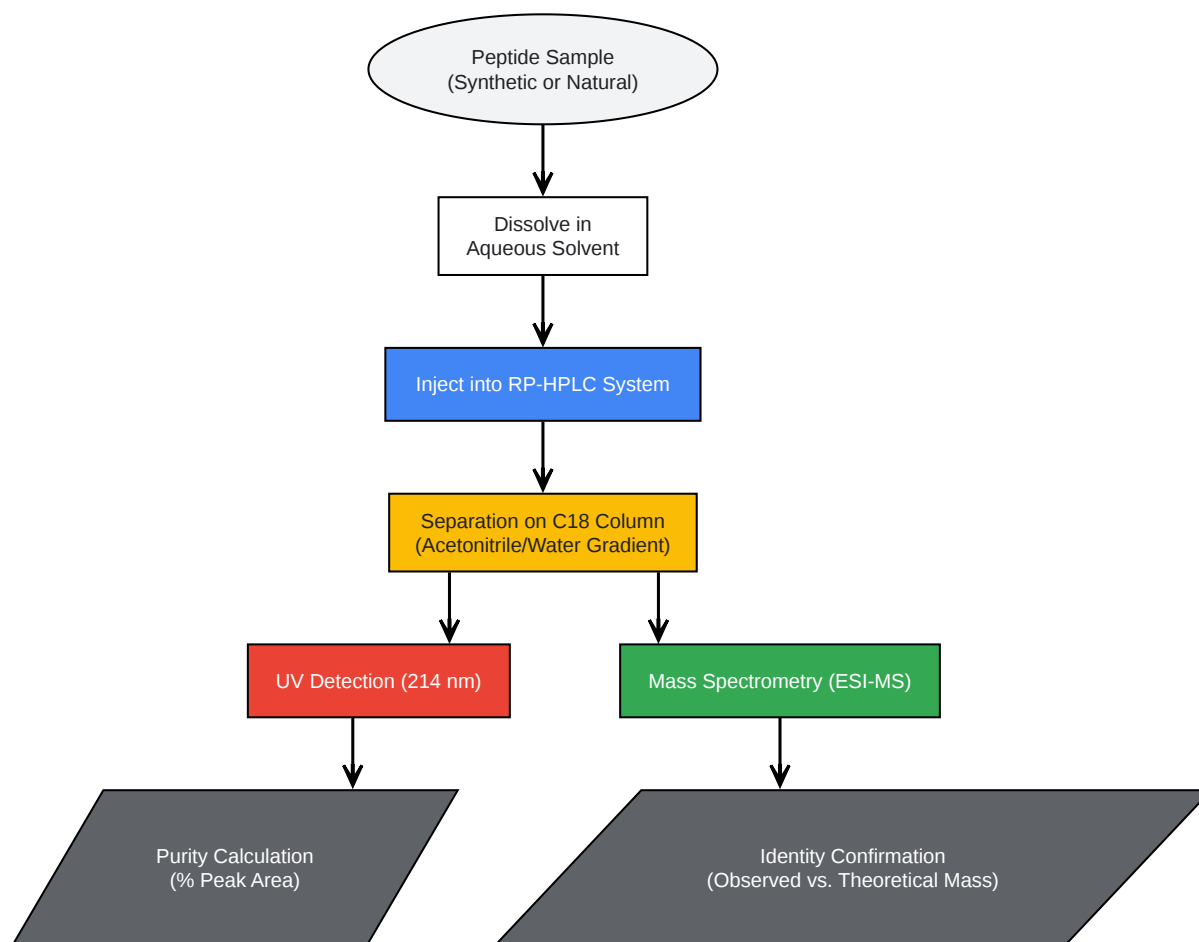 Peptide Sample
(Synthetic or Natural)
Dissolve in
Aqueous Solvent
Inject into RP-HPLC System
Separation on C18 Column
(Acetonitrile/Water Gradient)
UV Detection (214 nm)
Mass Spectrometry (ESI-MS)
Purity Calculation
(% Peak Area)
Identity Confirmation
(Observed vs. Theoretical Mass)